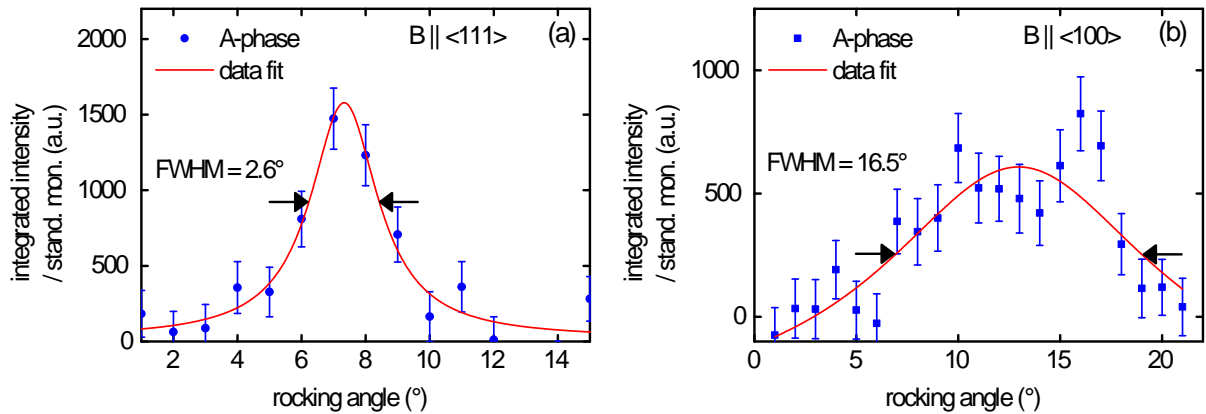 2000
1500
1000
500
0
integrated intensity
/ stand. mon. (a.u.)
A-phase
data fit
B || <111>
(a)
FWHM = 2.6°
2 4 6 8 10 12 14
rocking angle (°)
1000
500
0
integrated intensity
/ stand. mon. (a.u.)
A-phase
data fit
B || <100>
(b)
FWHM = 16.5°
0 5 10 15 20
rocking angle (°)